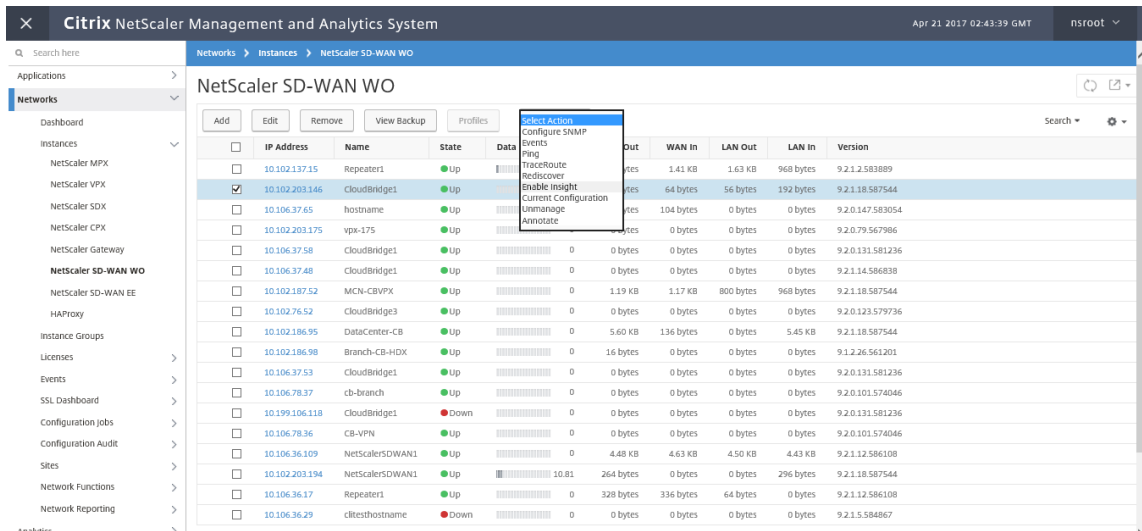 Citrix NetScaler Management and Analytics System
Apr 21 2017 02:43:39 GMT
nsroot
Search here
Networks > Instances > NetScaler SD-WAN WO
Applications
Networks
Dashboard
Instances
NetScaler MPX
NetScaler VPX
NetScaler SDX
NetScaler CPX
NetScaler Gateway
NetScaler SD-WAN WO
NetScaler SD-WAN EE
HAProxy
Instance Groups
Licenses
Events
SSL Dashboard
Configuration Jobs
Configuration Audit
Sites
Network Functions
Network Reporting
NetScaler SD-WAN WO
Add Edit Remove View Backup Profiles
Search
Select Action
Configure SNMP
Events
Ping
TraceRoute
Rediscover
Enable Insight
Current Configuration
Unmanage
Annotate
IP Address Name State Data Out WAN In LAN Out LAN In Version
10.102.137.15 Repeater1 Up 1.41 KB 1.63 KB 968 bytes 9.2.1.2.583889
10.102.203.146 CloudBridge1 Up 64 bytes 56 bytes 192 bytes 9.2.1.18.587544
10.106.37.65 hostname Up 104 bytes 0 bytes 0 bytes 9.2.0.147.583054
10.102.203.175 vpx-175 Up 0 0 bytes 0 bytes 0 bytes 0 bytes 9.2.0.79.567986
10.106.37.58 CloudBridge1 Up 0 0 bytes 0 bytes 0 bytes 0 bytes 9.2.0.131.581236
10.106.37.48 CloudBridge1 Up 0 0 bytes 0 bytes 0 bytes 0 bytes 9.2.1.14.586838
10.102.187.52 MCN-CBVPX Up 0 1.19 KB 1.17 KB 800 bytes 968 bytes 9.2.1.18.587544
10.102.76.52 CloudBridge3 Up 0 0 bytes 0 bytes 0 bytes 0 bytes 9.2.0.123.579736
10.102.186.95 DataCenter-CB Up 0 5.60 KB 136 bytes 0 bytes 5.45 KB 9.2.1.18.587544
10.102.186.98 Branch-CB-HDX Up 0 16 bytes 0 bytes 0 bytes 0 bytes 9.1.2.26.561201
10.106.37.53 CloudBridge1 Up 0 0 bytes 0 bytes 0 bytes 0 bytes 9.2.0.131.581236
10.106.78.37 cb-branch Up 0 0 bytes 0 bytes 0 bytes 0 bytes 9.2.0.101.574046
10.199.106.118 CloudBridge1 Down 0 0 bytes 0 bytes 0 bytes 0 bytes 9.2.0.131.581236
10.106.78.36 CB-VPN Up 0 0 bytes 0 bytes 0 bytes 0 bytes 9.2.0.101.574046
10.106.36.109 NetScalerSDWAN1 Up 0 4.48 KB 4.63 KB 4.50 KB 4.43 KB 9.2.1.12.586108
10.102.203.194 NetScalerSDWAN1 Up 10.81 264 bytes 0 bytes 0 bytes 296 bytes 9.2.1.18.587544
10.106.36.17 Repeater1 Up 0 328 bytes 336 bytes 64 bytes 0 bytes 9.2.1.12.586108
10.106.36.29 clitesthostname Down 0 0 bytes 0 bytes 0 bytes 0 bytes 9.2.1.5.584867